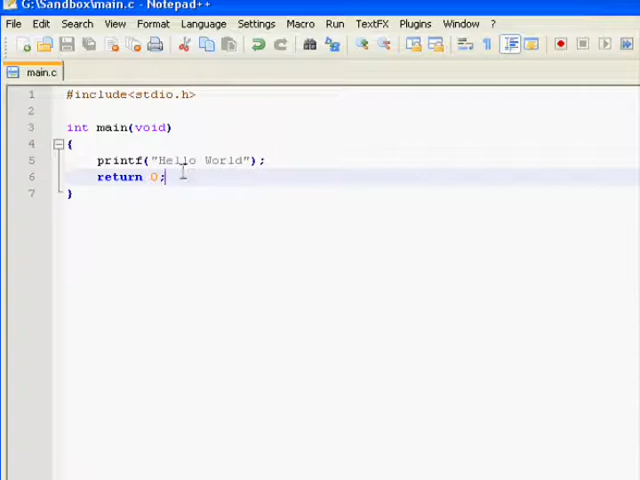 G:\Sandbox\main.c - Notepad++
File Edit Search View Format Language Settings Macro Run TextFX Plugins Window ?
main.c
1 #include<stdio.h>
2
3 int main(void)
4 {
5 printf("Hello World");
6 return 0;
7 }